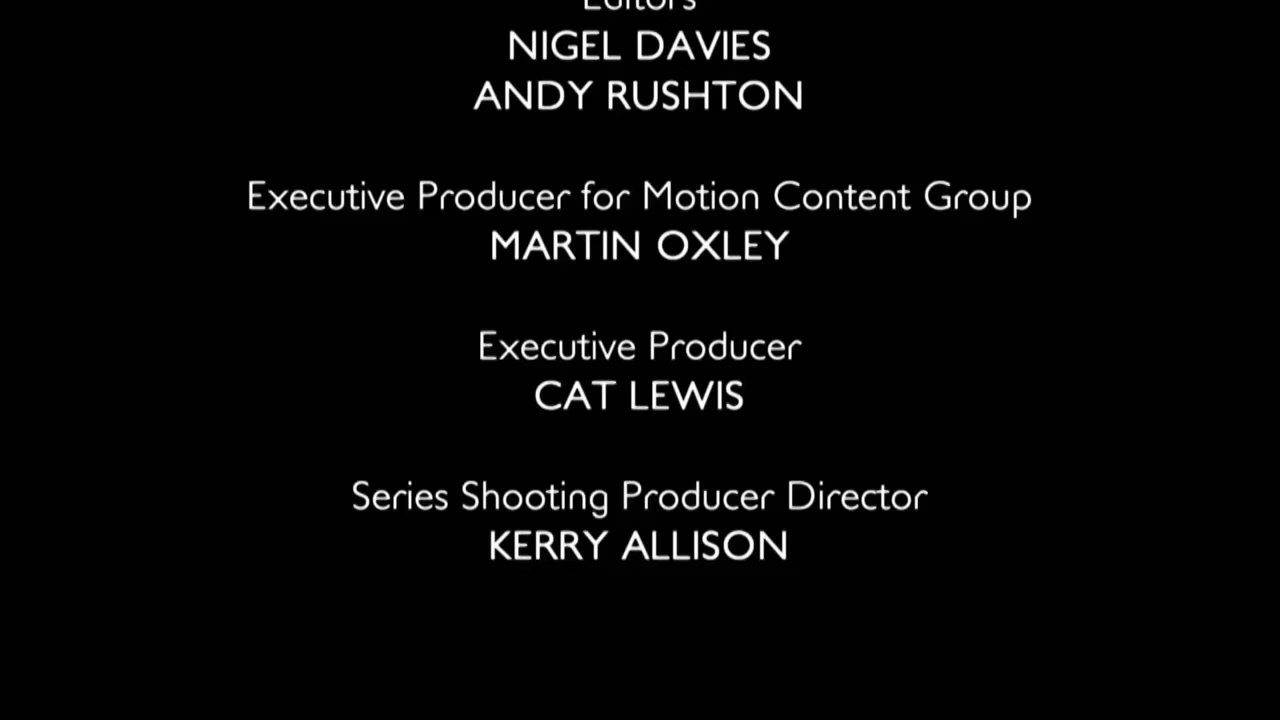 Editors
NIGEL DAVIES
ANDY RUSHTON
Executive Producer for Motion Content Group
MARTIN OXLEY
Executive Producer
CAT LEWIS
Series Shooting Producer Director
KERRY ALLISON